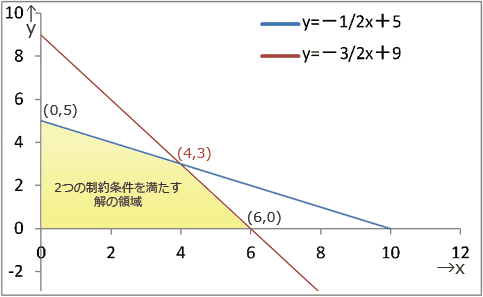 10
y
8
6
4
2
0
-2
0
2
4
6
8
10
12
→x
y=－1/2x＋5
y=－3/2x＋9
(0,5)
(4,3)
(6,0)
2つの制約条件を満たす
解の領域